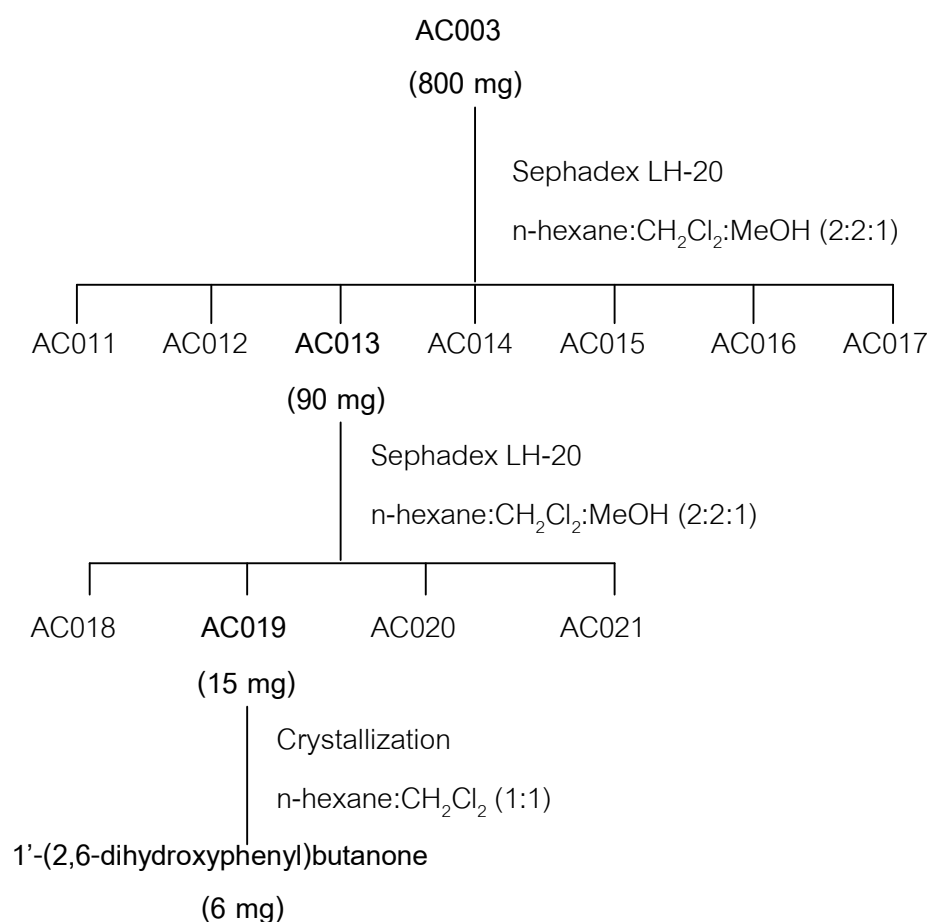 AC003
(800 mg)
Sephadex LH-20
n-hexane:CH₂Cl₂:MeOH (2:2:1)
AC011 AC012 AC013 AC014 AC015 AC016 AC017
(90 mg)
Sephadex LH-20
n-hexane:CH₂Cl₂:MeOH (2:2:1)
AC018 AC019 AC020 AC021
(15 mg)
Crystallization
n-hexane:CH₂Cl₂ (1:1)
1’-(2,6-dihydroxyphenyl)butanone
(6 mg)